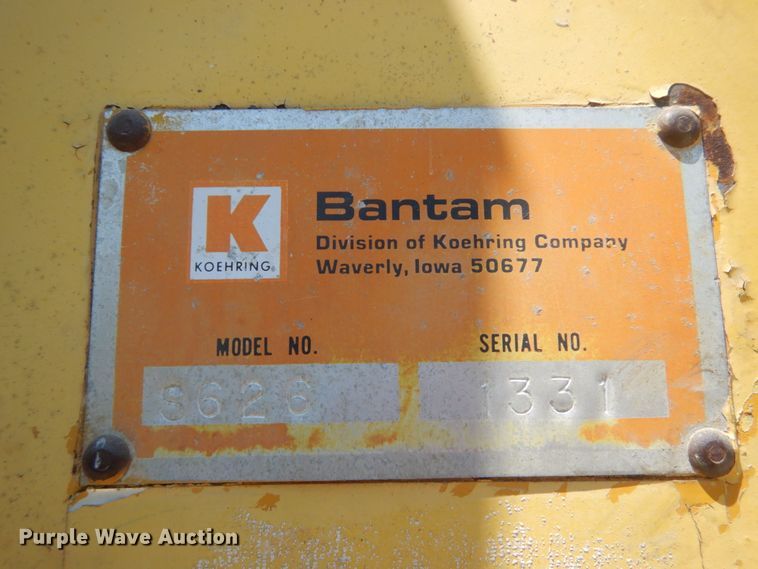 K
KOEHRING
Bantam
Division of Koehring Company
Waverly, Iowa 50677
MODEL NO.
SERIAL NO.
S626
1331
Purple Wave Auction